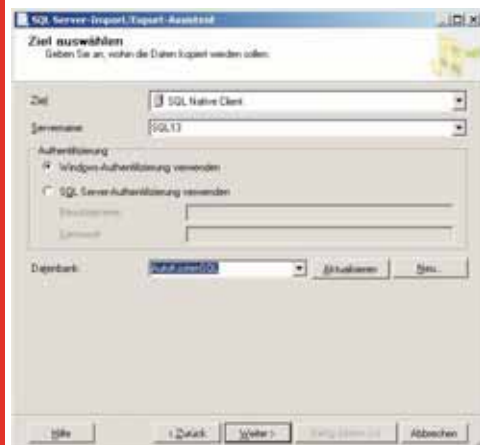 SQL Server-Import/Export-Assistent
Ziel auswählen
Geben Sie an, wohin die Daten kopiert werden sollen.
Ziel:
SQL Native Client
Servername:
SQL13
Authentifizierung
Windows-Authentifizierung verwenden
SQL Server-Authentifizierung verwenden
Benutzername:
Kennwort:
Datenbank:
Aktualisieren
Neu...
Hilfe
< Zurück
Weiter >
Abbrechen